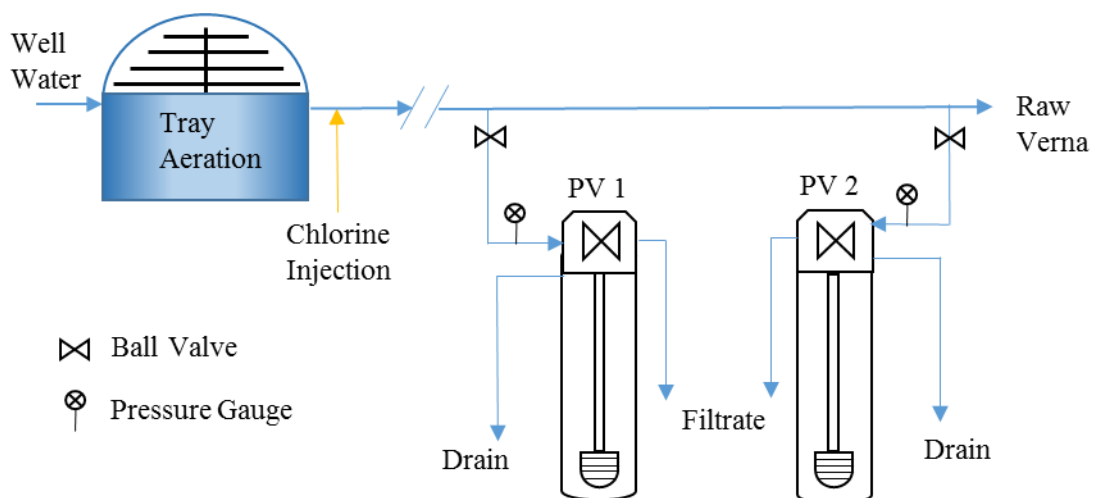 Well
Water
Tray
Aeration
Chlorine
Injection
Raw
Verna
PV 1
PV 2
Ball Valve
Pressure Gauge
Drain
Filtrate
Drain